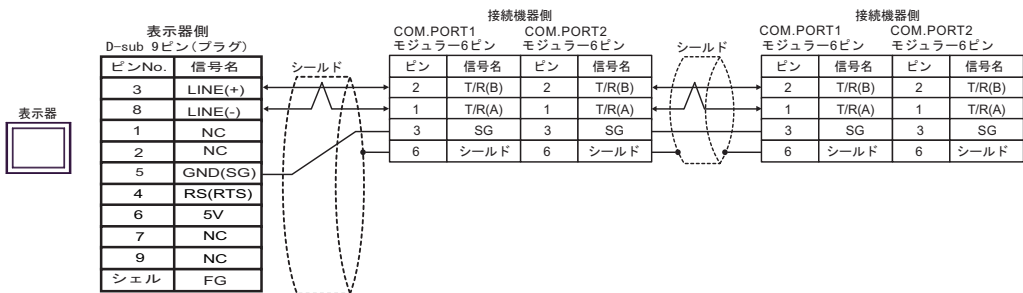 表示器
表示器側
D-sub 9ピン(プラグ)
ピンNo. 信号名
3 LINE(+)
8 LINE(-)
1 NC
2 NC
5 GND(SG)
4 RS(RTS)
6 5V
7 NC
9 NC
シェル FG
シールド
接続機器側
COM.PORT1 COM.PORT2
モジュラー6ピン モジュラー6ピン
ピン 信号名 ピン 信号名
2 T/R(B) 2 T/R(B)
1 T/R(A) 1 T/R(A)
3 SG 3 SG
6 シールド 6 シールド
シールド
接続機器側
COM.PORT1 COM.PORT2
モジュラー6ピン モジュラー6ピン
ピン 信号名 ピン 信号名
2 T/R(B) 2 T/R(B)
1 T/R(A) 1 T/R(A)
3 SG 3 SG
6 シールド 6 シールド